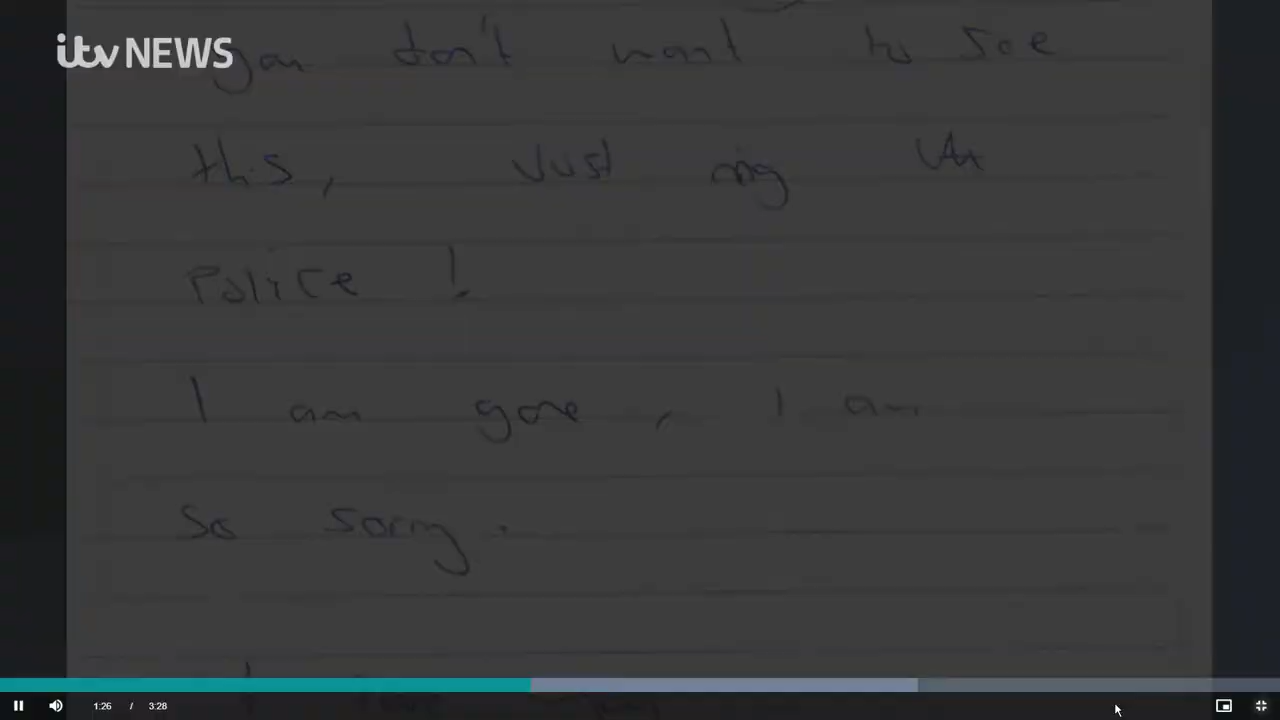 itv NEWS
you don't want to see
this, Just ring the
Police !
I am gone, I am
So sorry.
1:26 / 3:28